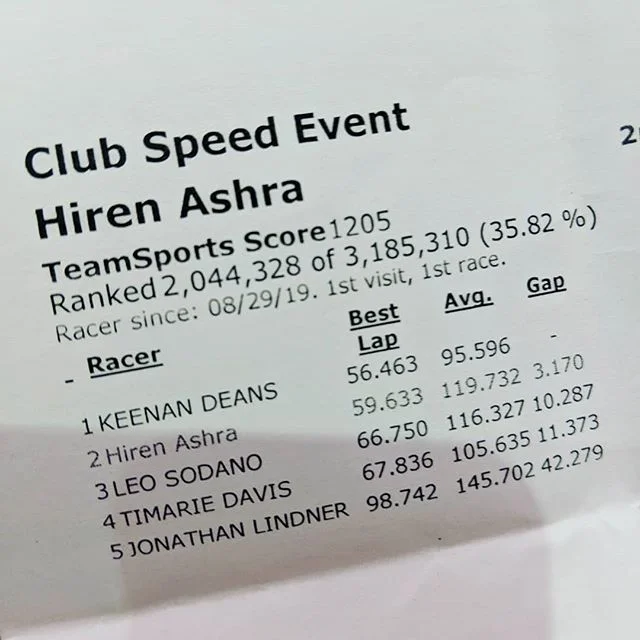 Club Speed Event
Hiren Ashra
TeamSports Score 1205
Ranked 2,044,328 of 3,185,310 (35.82 %)
Racer since: 08/29/19. 1st visit, 1st race.
- Racer Best Lap Avg. Gap
1 KEENAN DEANS 56.463 95.596 -
2 Hiren Ashra 59.633 119.732 3.170
3 LEO SODANO 66.750 116.327 10.287
4 TIMARIE DAVIS 67.836 105.635 11.373
5 JONATHAN LINDNER 98.742 145.702 42.279